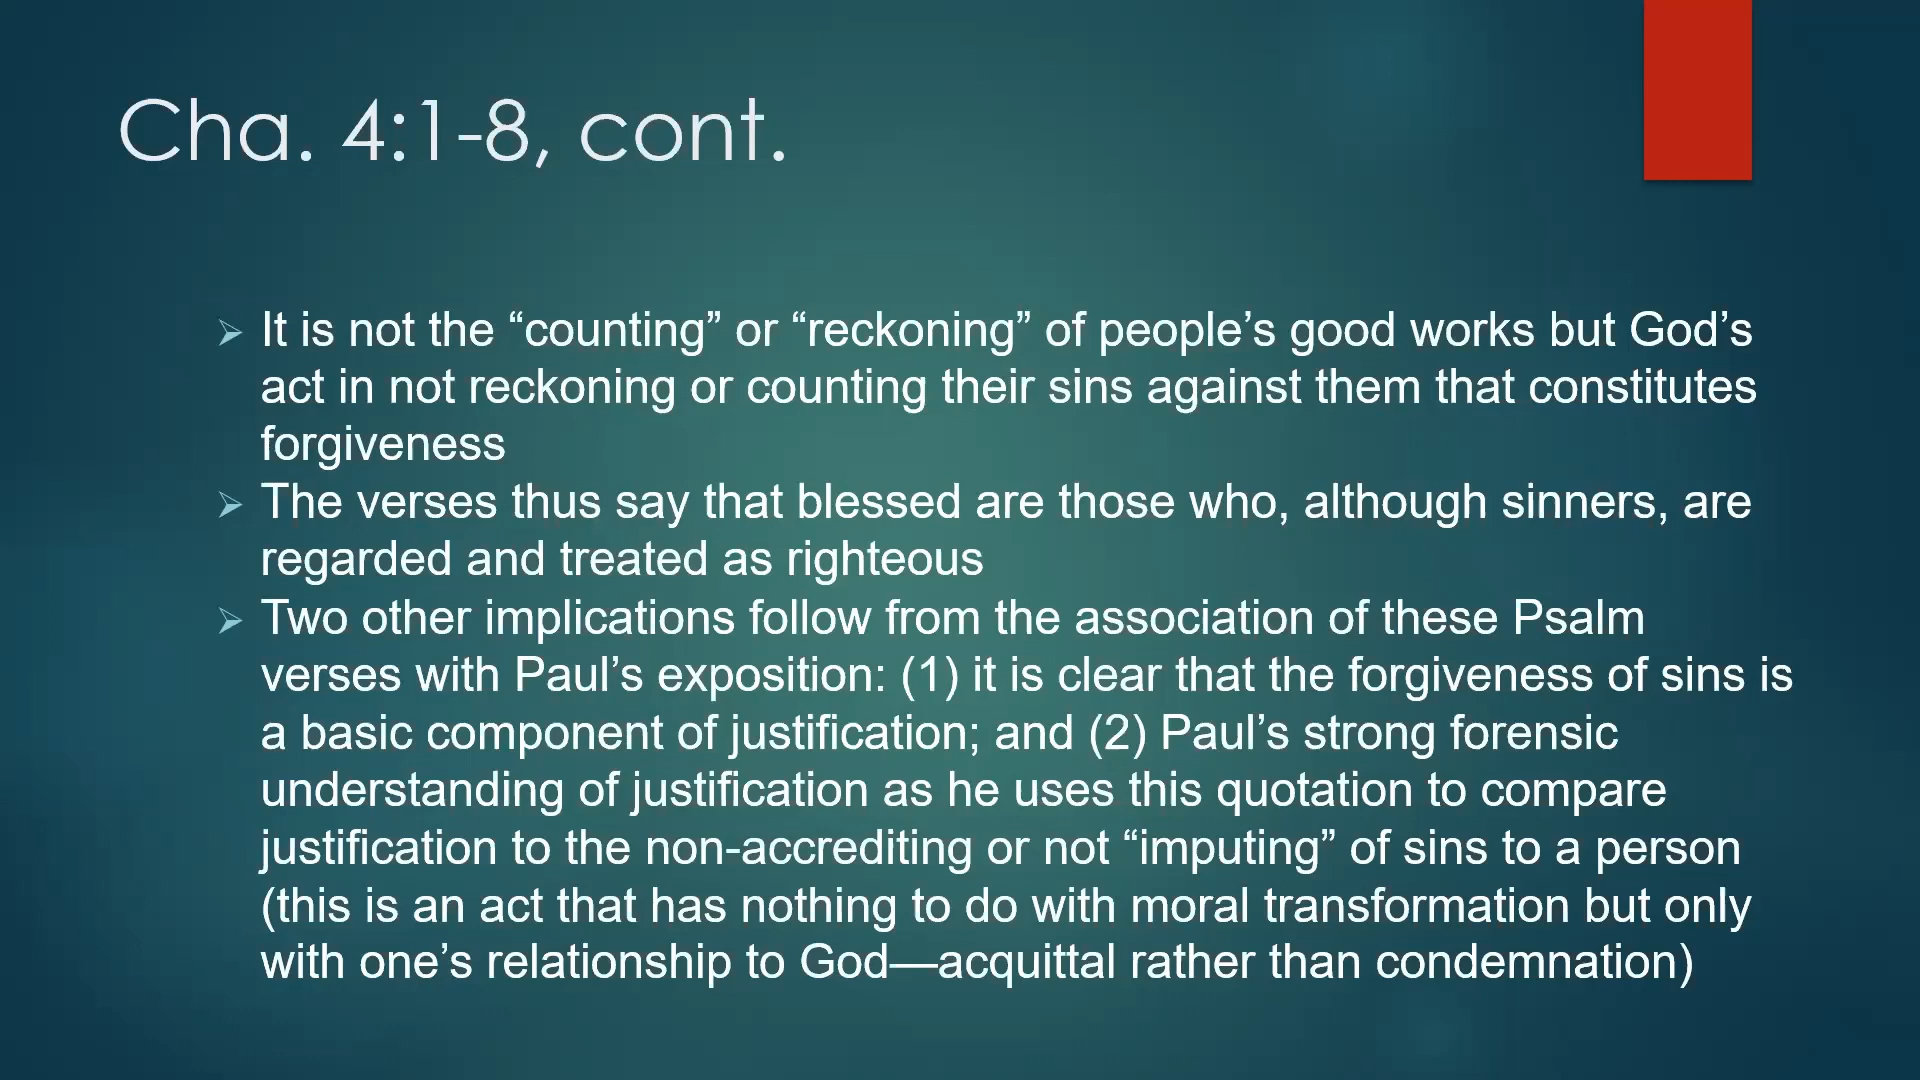 Cha. 4:1-8, cont.
It is not the “counting” or “reckoning” of people’s good works but God’s
act in not reckoning or counting their sins against them that constitutes
forgiveness
The verses thus say that blessed are those who, although sinners, are
regarded and treated as righteous
Two other implications follow from the association of these Psalm
verses with Paul’s exposition: (1) it is clear that the forgiveness of sins is
a basic component of justification; and (2) Paul’s strong forensic
understanding of justification as he uses this quotation to compare
justification to the non-accrediting or not “imputing” of sins to a person
(this is an act that has nothing to do with moral transformation but only
with one’s relationship to God—acquittal rather than condemnation)